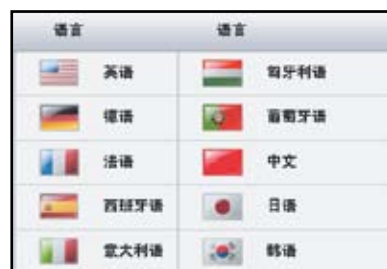 语言 语言
英语 匈牙利语
德语 葡萄牙语
法语 中文
西班牙语 日语
意大利语 韩语